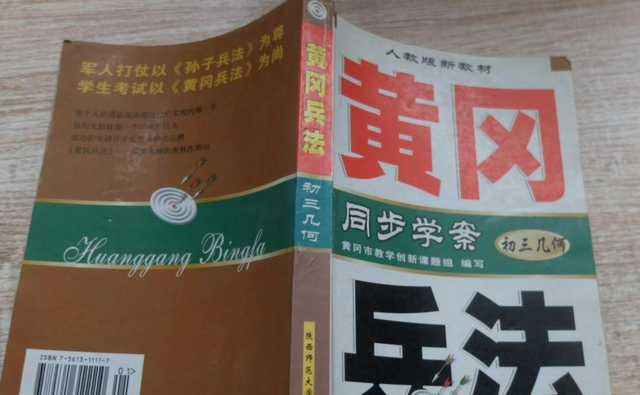 军人打仗以《孙子兵法》为尊
学生考试以《黄冈兵法》为尚
Huanggang Bingfa
ISBN 7-5613-1111-7
01>
黄冈兵法
初三几何
陕西师范大
人教版新教材
黄冈
同步学案
初三几何
黄冈市教学创新课题组 编写
兵法